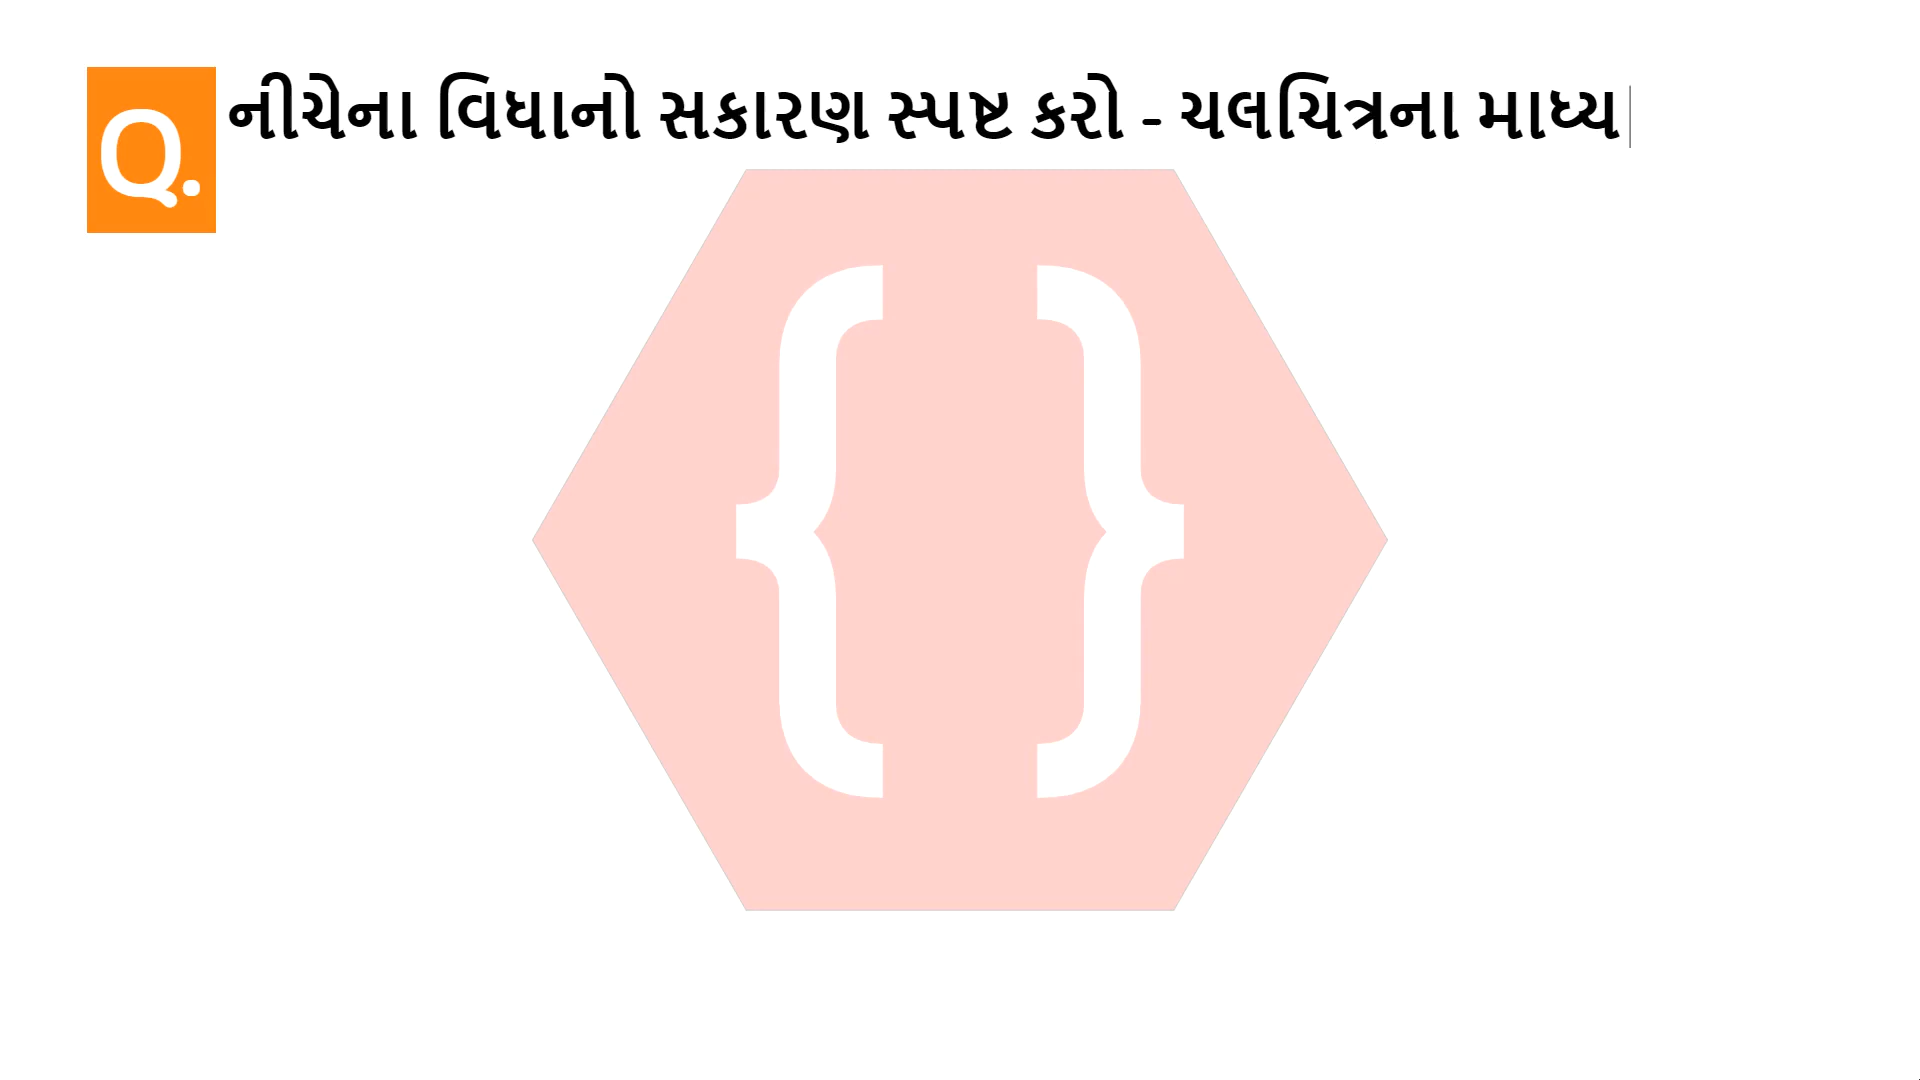 Q. નીચેના વિધાનો સકારણ સ્પષ્ટ કરો - ચલચિત્રના માધ્ય
{ }